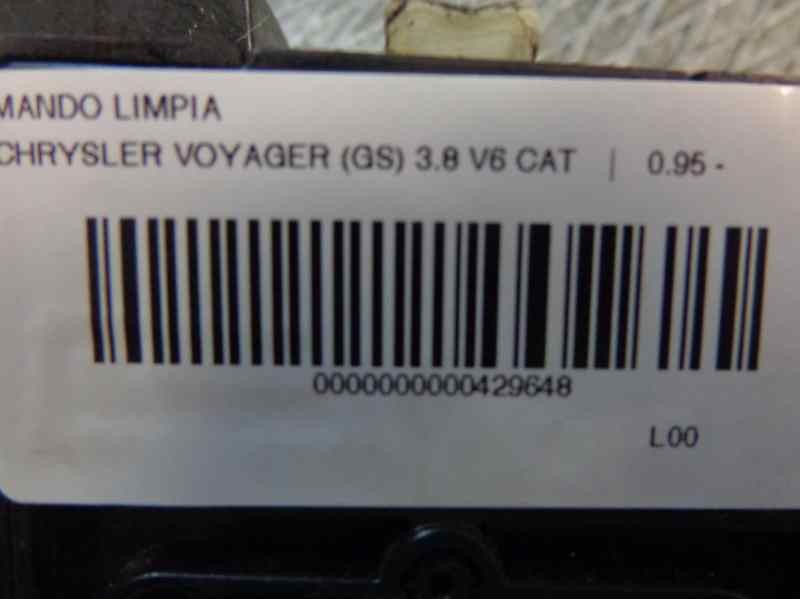 MANDO LIMPIA
CHRYSLER VOYAGER (GS) 3.8 V6 CAT | 0.95 -
0000000000429648
L00